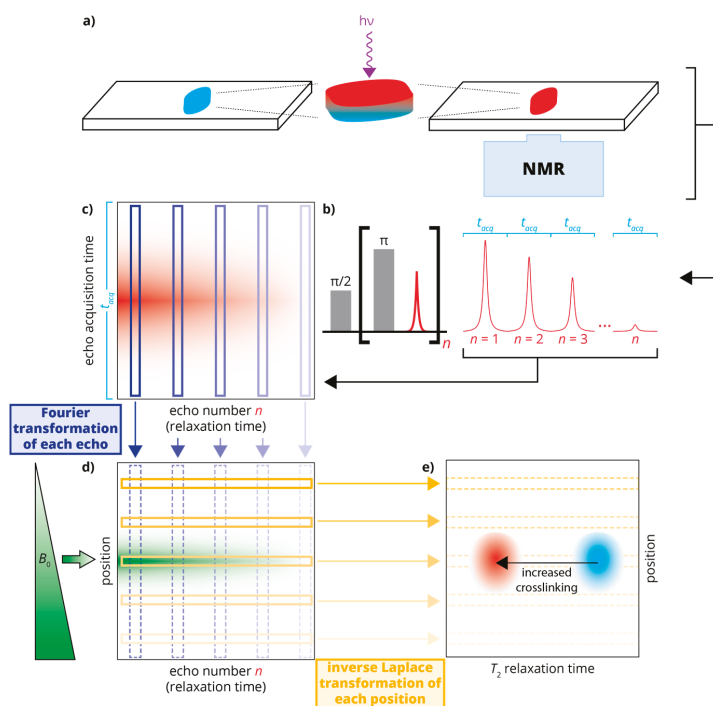 a)
hν
NMR
c)
echo acquisition time
t_acq
echo number n
(relaxation time)
b)
π/2
π
n
t_acq t_acq t_acq t_acq
n = 1 n = 2 n = 3 ... n
Fourier
transformation
of each echo
d)
B₀
position
echo number n
(relaxation time)
inverse Laplace
transformation of
each position
e)
increased
crosslinking
position
T₂ relaxation time